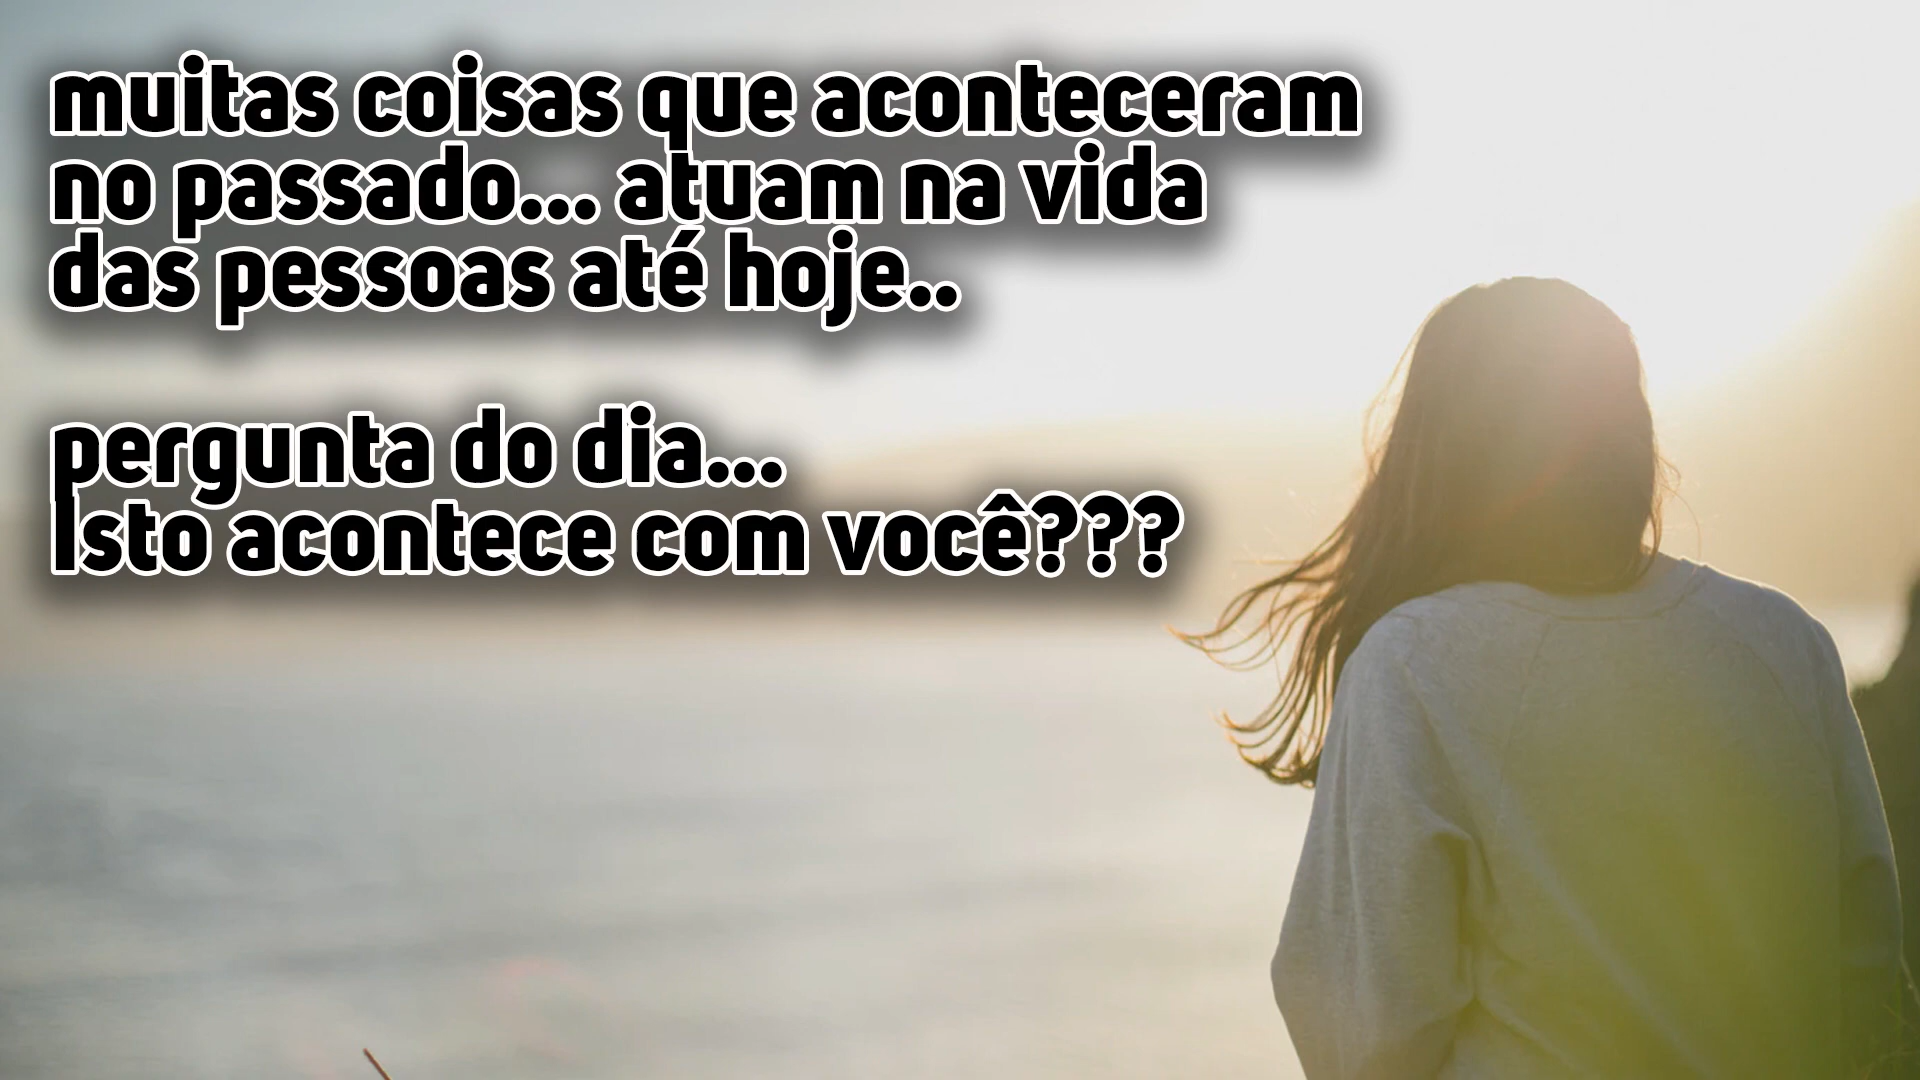 muitas coisas que aconteceram
no passado... atuam na vida
das pessoas até hoje..
pergunta do dia...
Isto acontece com você???